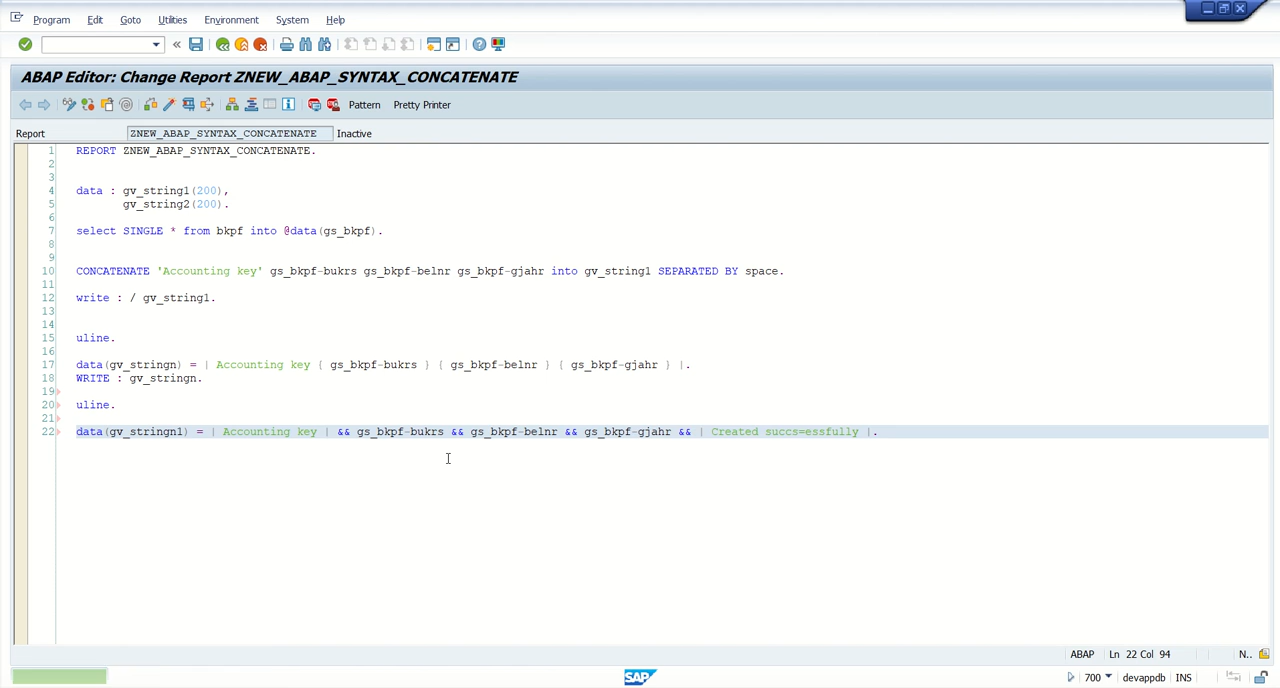 Program Edit Goto Utilities Environment System Help
ABAP Editor: Change Report ZNEW_ABAP_SYNTAX_CONCATENATE
Pattern Pretty Printer
Report ZNEW_ABAP_SYNTAX_CONCATENATE Inactive
1 REPORT ZNEW_ABAP_SYNTAX_CONCATENATE.
2
3
4 data : gv_string1(200),
5 gv_string2(200).
6
7 select SINGLE * from bkpf into @data(gs_bkpf).
8
9
10 CONCATENATE 'Accounting key' gs_bkpf-bukrs gs_bkpf-belnr gs_bkpf-gjahr into gv_string1 SEPARATED BY space.
11
12 write : / gv_string1.
13
14
15 uline.
16
17 data(gv_stringn) = | Accounting key { gs_bkpf-bukrs } { gs_bkpf-belnr } { gs_bkpf-gjahr } |.
18 WRITE : gv_stringn.
19
20 uline.
21
22 data(gv_stringn1) = | Accounting key | && gs_bkpf-bukrs && gs_bkpf-belnr && gs_bkpf-gjahr && | Created succs=essfully |.
ABAP Ln 22 Col 94 N..
SAP 700 devappdb INS